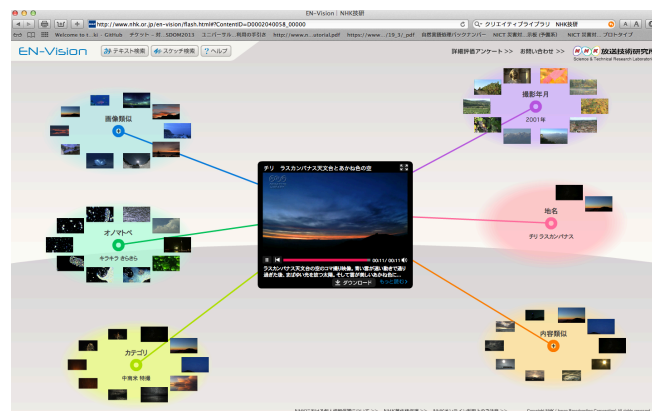 EN-Vision｜NHK技研
http://www.nhk.or.jp/en-vision/flash.html#?ContentID=D0002040058_00000
クリエイティブライブラリ NHK技研
EN-Vision
テキスト検索
スケッチ検索
? ヘルプ
詳細評価アンケート >>
お問い合わせ >>
NHK 放送技術研究所
Science & Technical Research Laboratories
画像類似
撮影年月
2001年
チリ ラスカンパナス天文台とあかね色の空
オノマトペ
キラキラ きらきら
地名
チリ ラスカンパナス
00:11/ 00:11
ラスカンパナス天文台の空のコマ撮り映像。青い雲が速い動きで通り
過ぎた後、まばゆい光を放つ太陽。そして雲が美しいあかね色に…
ダウンロード
もっと読む
カテゴリ
中南米 特撮
内容類似